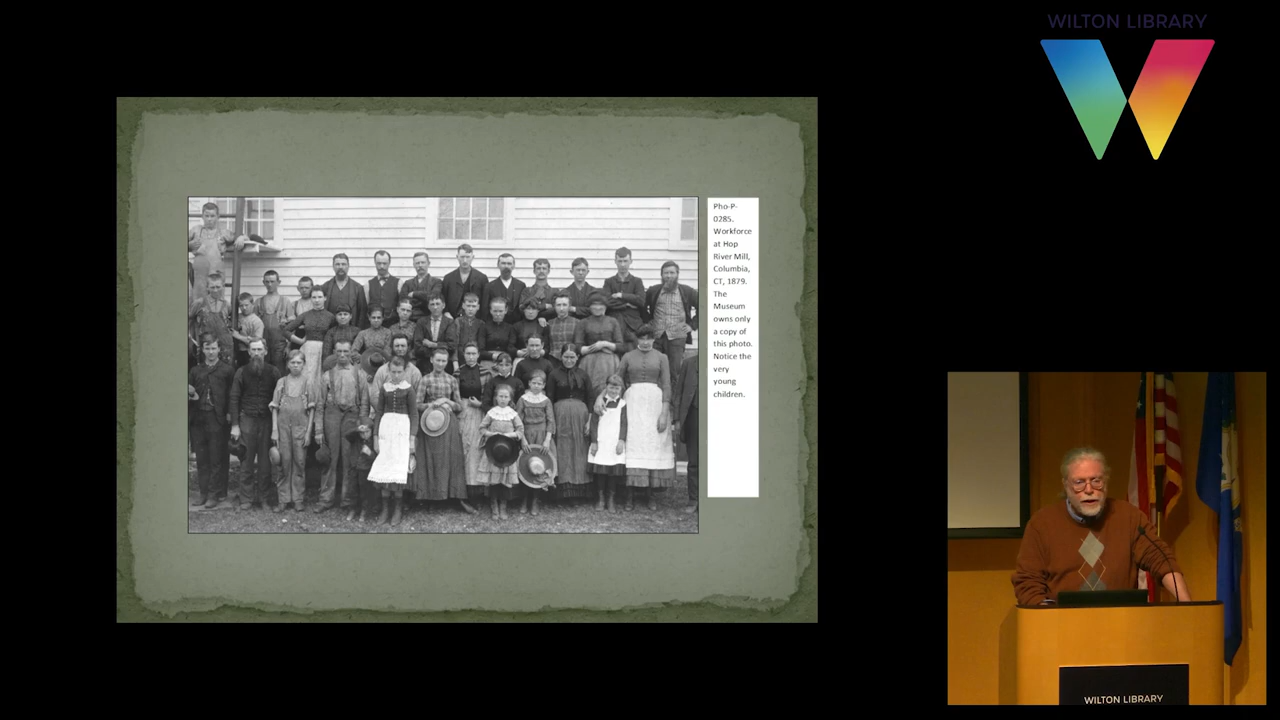 WILTON LIBRARY
Pho-P-
0285.
Workforce
at Hop
River Mill,
Columbia,
CT, 1879.
The
Museum
owns only
a copy of
this photo.
Notice the
very
young
children.
WILTON LIBRARY